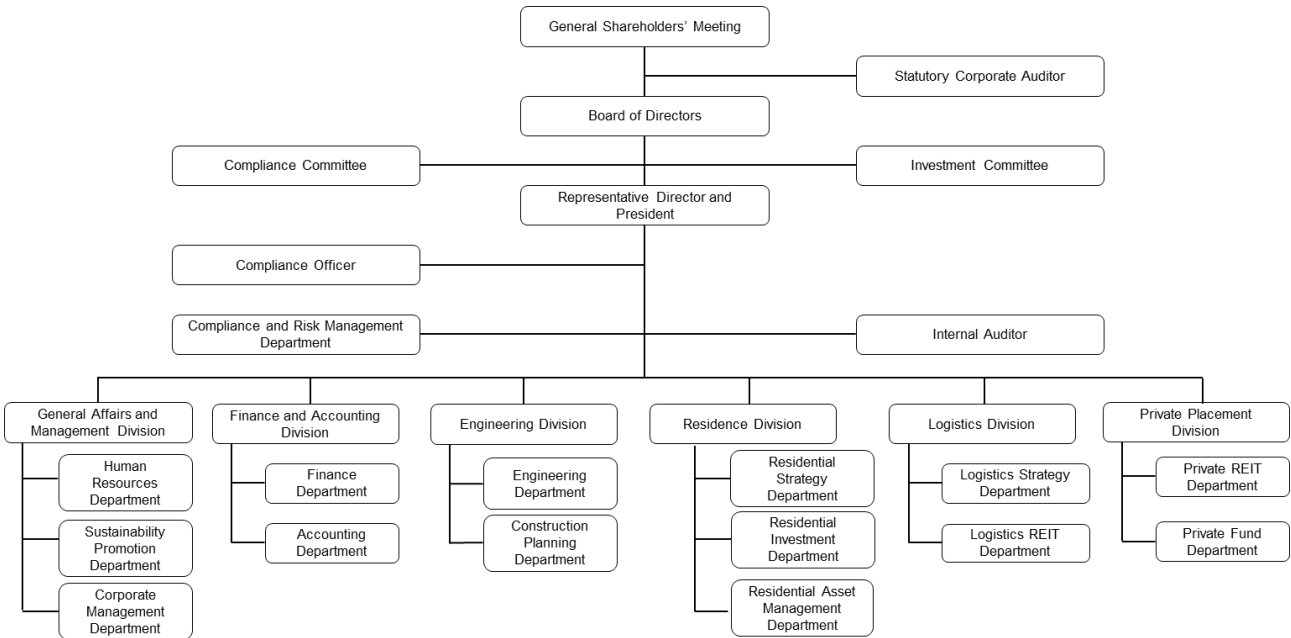 General Shareholders' Meeting
Statutory Corporate Auditor
Board of Directors
Compliance Committee
Investment Committee
Representative Director and
President
Compliance Officer
Compliance and Risk Management
Department
Internal Auditor
General Affairs and
Management Division
Finance and Accounting
Division
Engineering Division
Residence Division
Logistics Division
Private Placement
Division
Human
Resources
Department
Sustainability
Promotion
Department
Corporate
Management
Department
Finance
Department
Accounting
Department
Engineering
Department
Construction
Planning
Department
Residential
Strategy
Department
Residential
Investment
Department
Residential Asset
Management
Department
Logistics Strategy
Department
Logistics REIT
Department
Private REIT
Department
Private Fund
Department